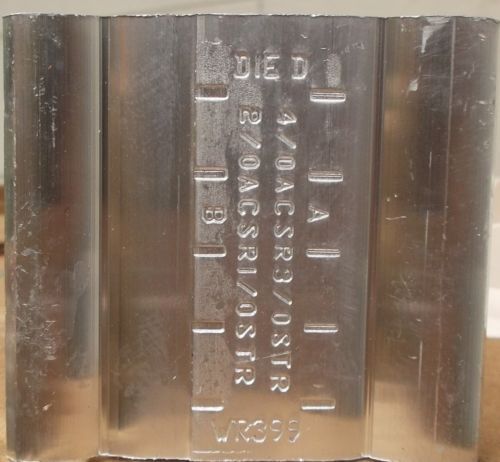 DIE D
A
4/0ACSR3/0STR
2/0ACSR1/0STR
B
WR399